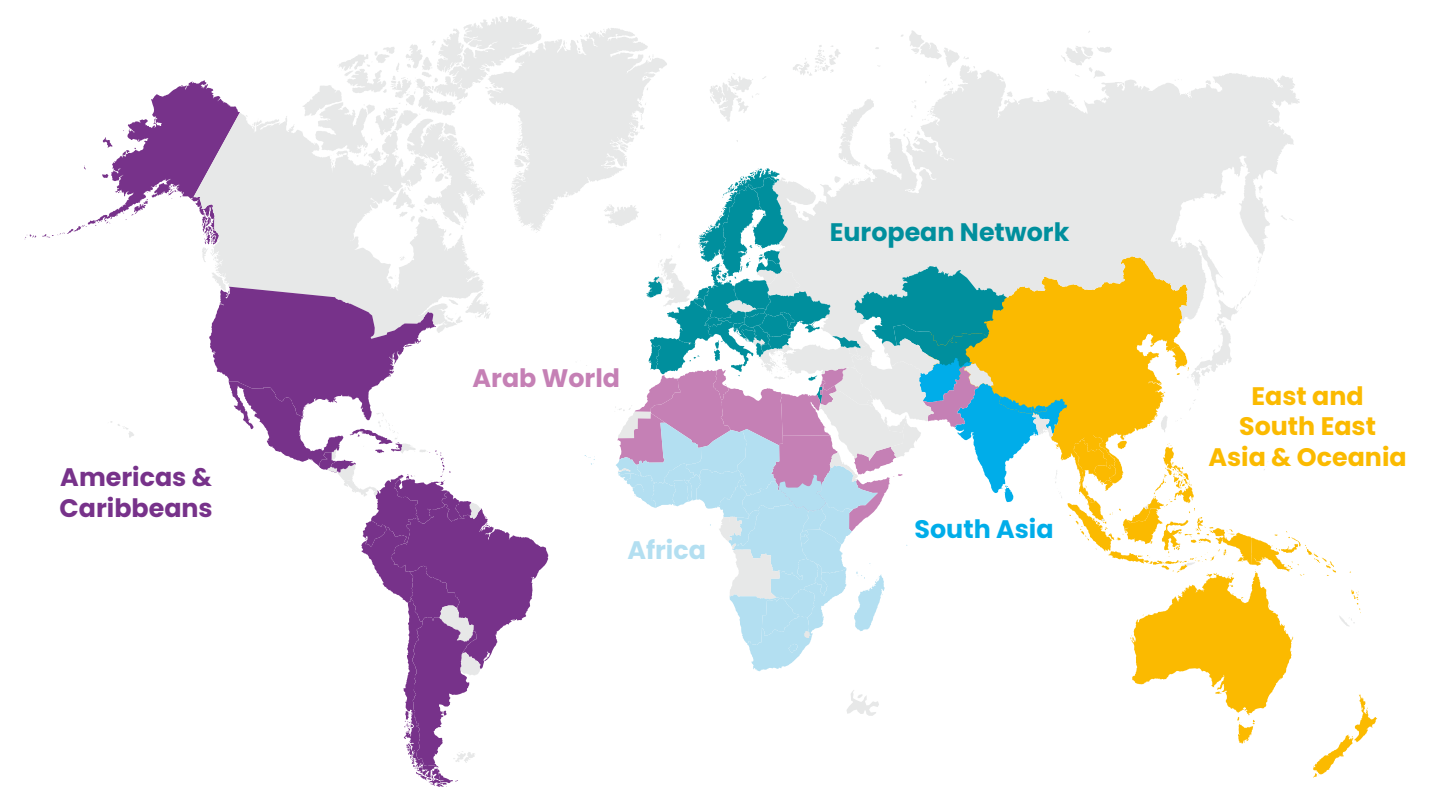 European Network
Arab World
East and
South East
Asia & Oceania
Americas &
Caribbeans
South Asia
Africa